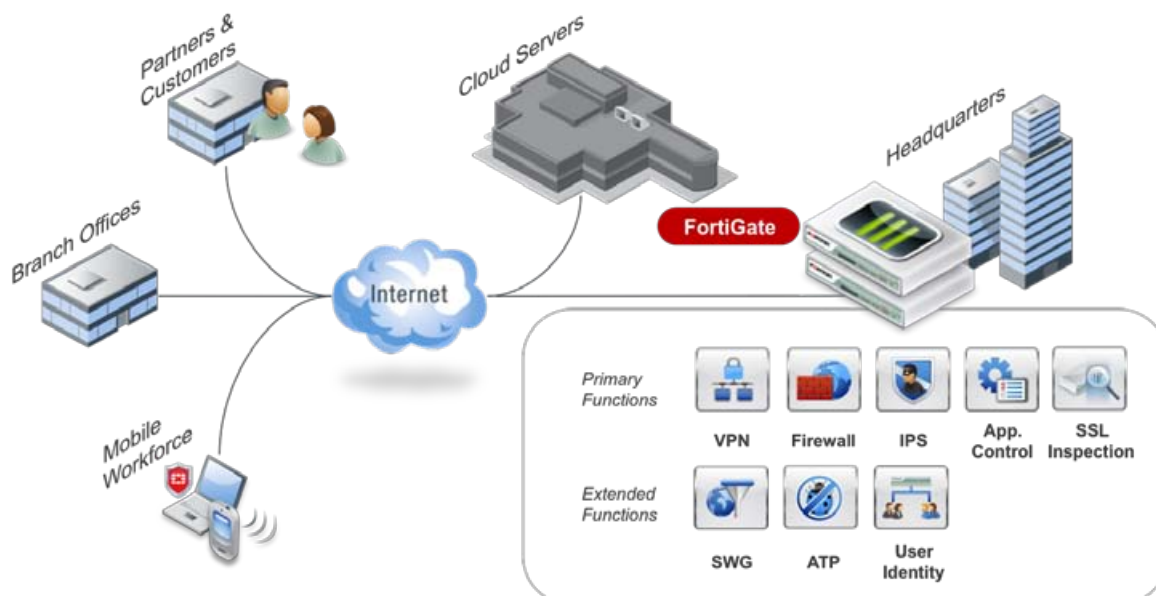 Partners &
Customers
Cloud Servers
Headquarters
Branch Offices
FortiGate
Internet
Mobile
Workforce
Primary
Functions
VPN
Firewall
IPS
App.
Control
SSL
Inspection
Extended
Functions
SWG
ATP
User
Identity